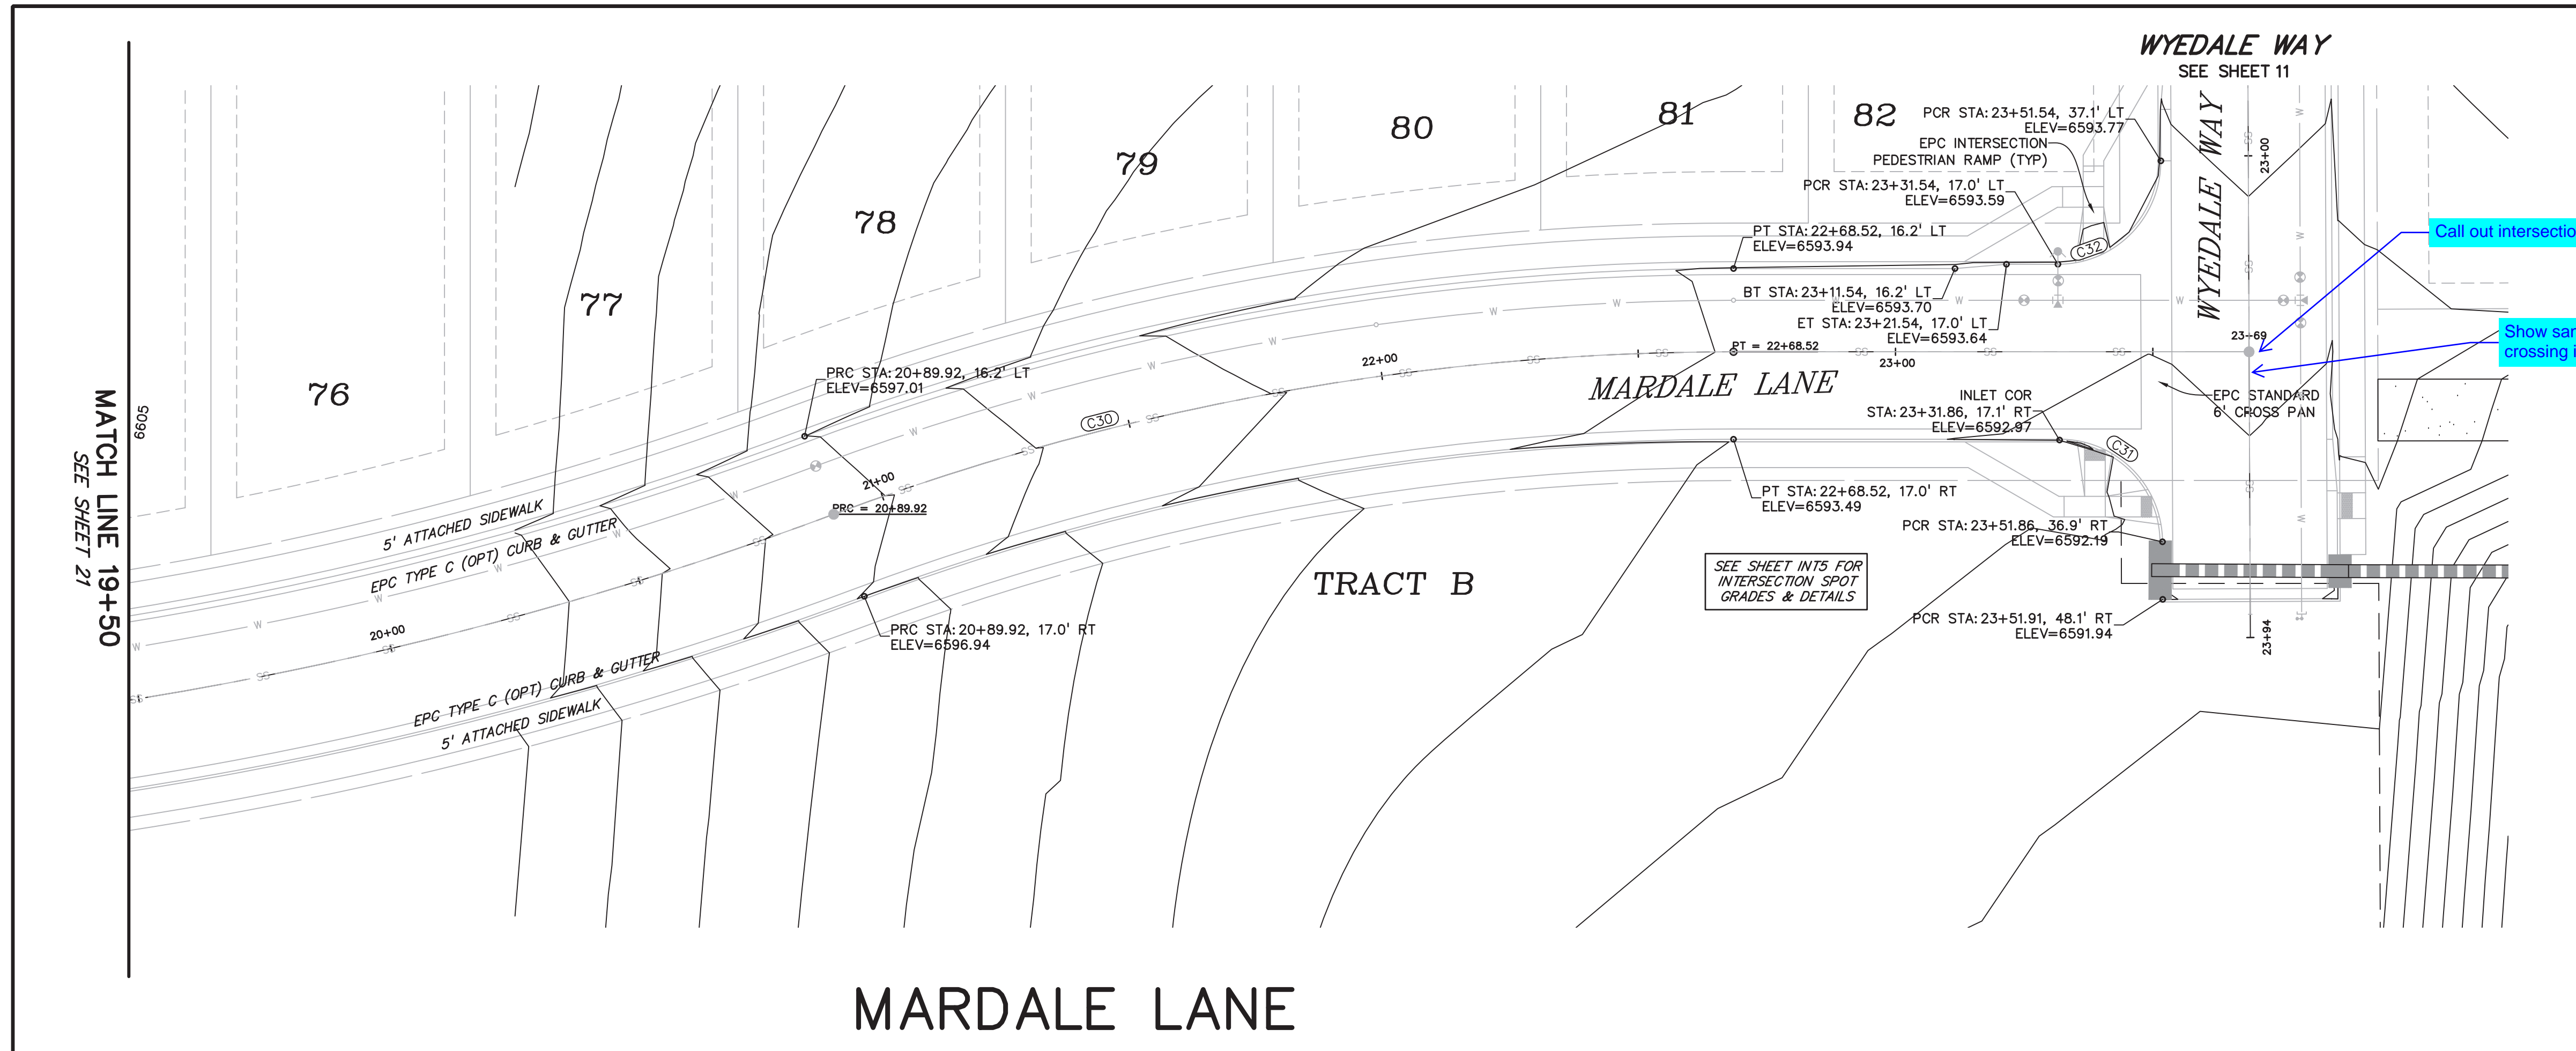 WYEDALE WAY
SEE SHEET 11
PCR STA: 23+51.54, 37.1' LT
ELEV=6593.77
EPC INTERSECTION
PEDESTRIAN RAMP (TYP)
PCR STA: 23+31.54, 17.0' LT
ELEV=6593.59
PT STA: 22+68.52, 16.2' LT
ELEV=6593.94
BT STA: 23+11.54, 16.2' LT
ELEV=6593.70
ET STA: 23+21.54, 17.0' LT
ELEV=6593.64
C32
WYEDALE WAY
23+00
Call out intersectio
23+69
Show sar
crossing i
76
77
78
79
80
81
82
PRC STA: 20+89.92, 16.2' LT
ELEV=6597.01
C30
22+00
PT = 22+68.52
23+00
MARDALE LANE
INLET COR
STA: 23+31.86, 17.1' RT
ELEV=6592.97
EPC STANDARD
6' CROSS PAN
C31
MATCH LINE 19+50
SEE SHEET 21
6605
21+00
PRC = 20+89.92
5' ATTACHED SIDEWALK
EPC TYPE C (OPT) CURB & GUTTER
20+00
PT STA: 22+68.52, 17.0' RT
ELEV=6593.49
PCR STA: 23+51.86, 36.9' RT
ELEV=6592.19
SEE SHEET INT5 FOR
INTERSECTION SPOT
GRADES & DETAILS
TRACT B
PCR STA: 23+51.91, 48.1' RT
ELEV=6591.94
23+94
PRC STA: 20+89.92, 17.0' RT
ELEV=6596.94
EPC TYPE C (OPT) CURB & GUTTER
5' ATTACHED SIDEWALK
MARDALE LANE